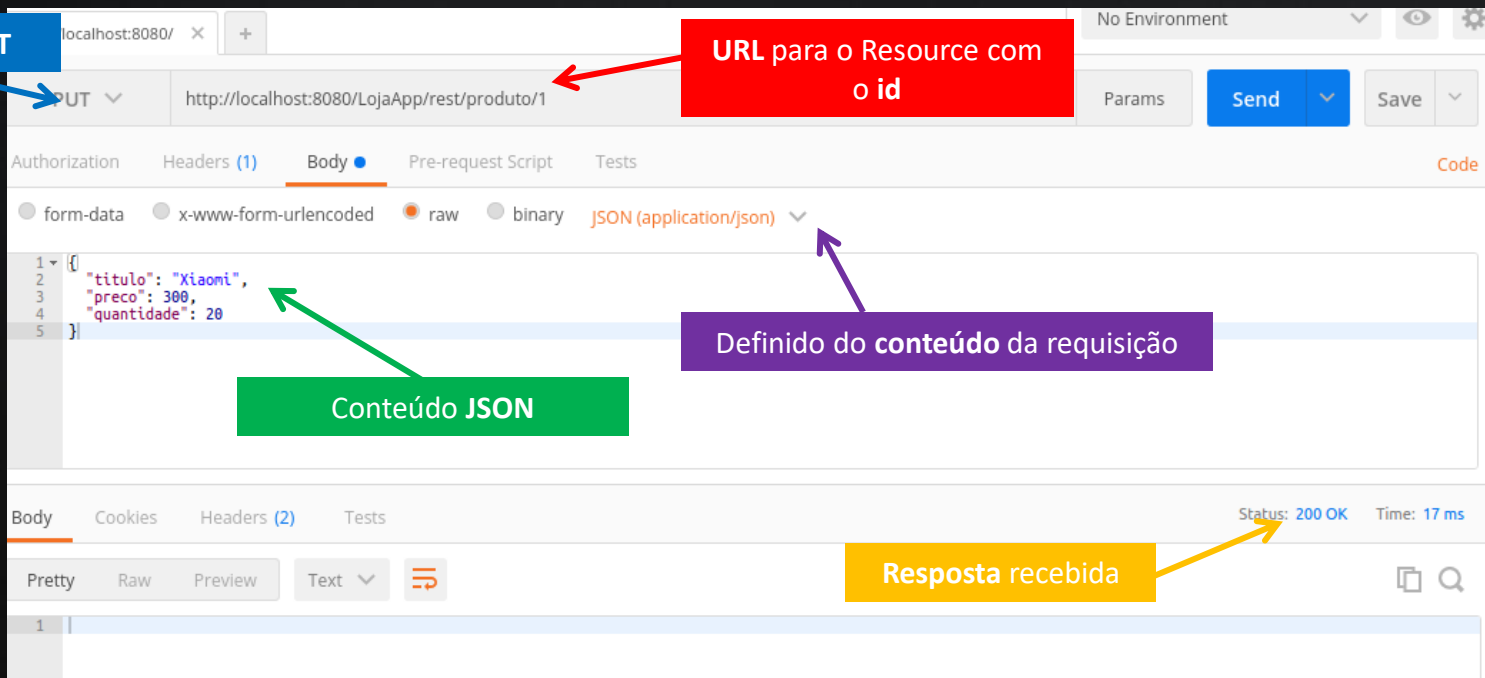 localhost:8080/ × +
No Environment
T
URL para o Resource com
o id
PUT
http://localhost:8080/LojaApp/rest/produto/1
Params
Send
Save
Authorization Headers (1) Body Pre-request Script Tests
Code
form-data x-www-form-urlencoded raw binary JSON (application/json)
1 {
2 "titulo": "Xiaomi",
3 "preco": 300,
4 "quantidade": 20
5 }
Definido do conteúdo da requisição
Conteúdo JSON
Body Cookies Headers (2) Tests
Status: 200 OK Time: 17 ms
Resposta recebida
Pretty Raw Preview Text
1